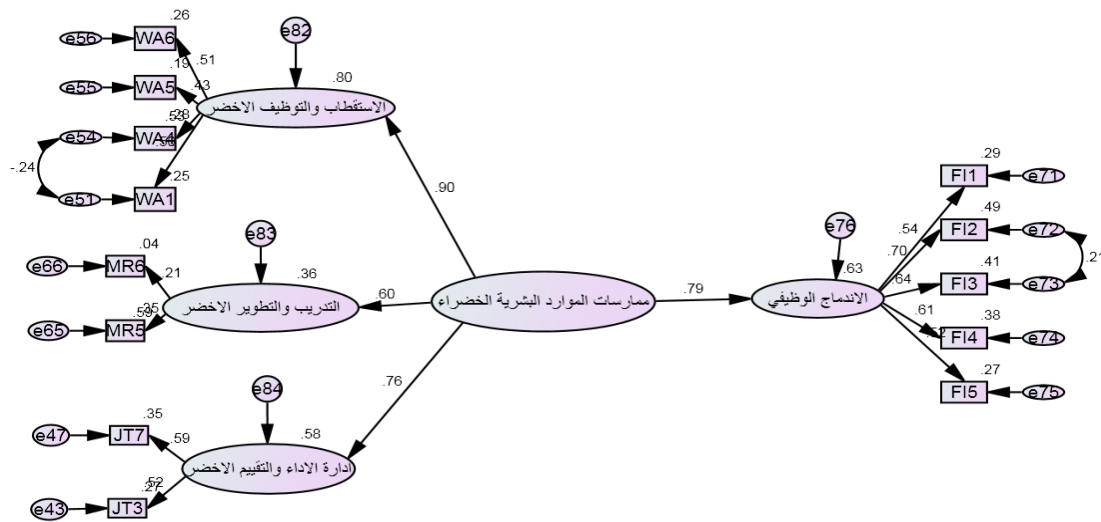 .26
e82
e56
WA6
.51
.19
.80
e55
WA5
.43
الاستقطاب والتوظيف الاخضر
.28
e54
WA4
-.24
.25
.29
e51
WA1
FI1
e71
.90
.49
e83
e76
.54
FI2
e72
.04
.70
e66
MR6
.36
.63
.41
.21
.21
.64
FI3
e73
التدريب والتطوير الاخضر
.60
ممارسات الموارد البشرية الخضراء
.79
الاندماج الوظيفي
.35
.59
.61
.38
e65
MR5
.52
FI4
e74
.27
.76
e84
FI5
e75
.35
.58
e47
JT7
.59
ادارة الاداء والتقييم الاخضر
.52
.27
e43
JT3